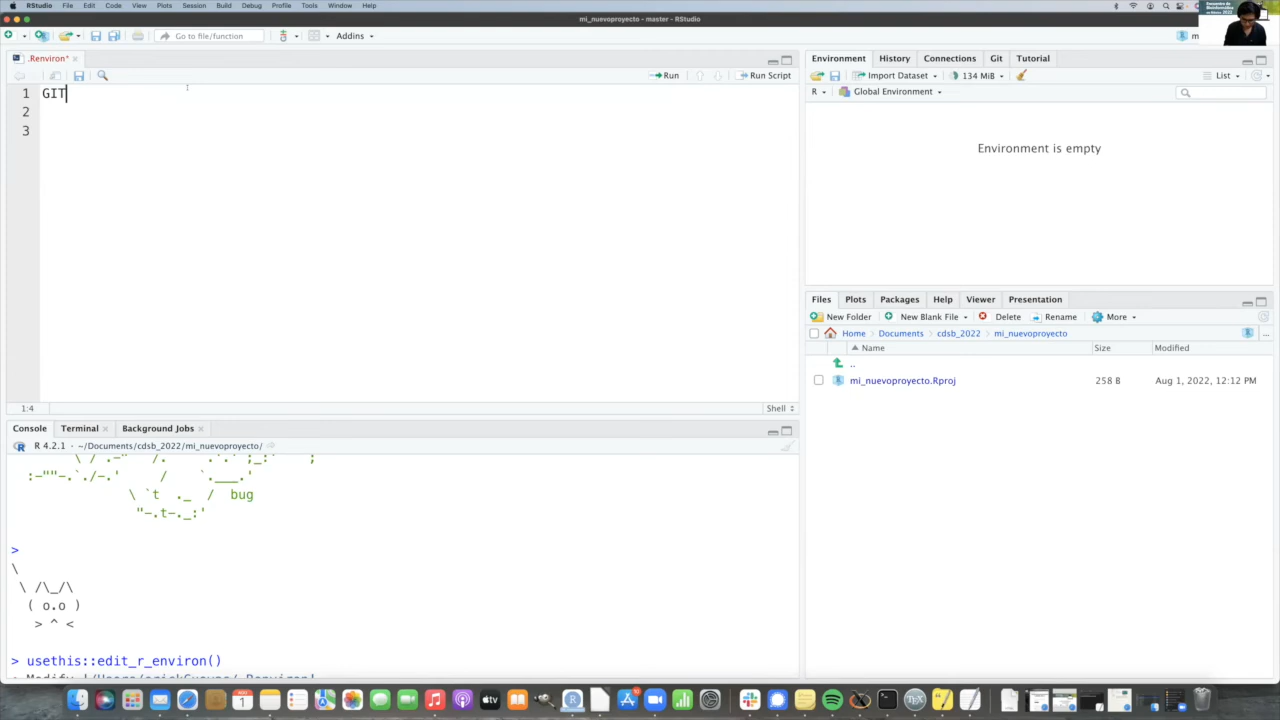 RStudio File Edit Code View Plots Session Build Debug Profile Tools Window Help
mi_nuevoproyecto - master - RStudio
Go to file/function Addins
.Renviron*
Run Run Script
1 GIT
2
3
1:4 Shell
Console Terminal Background Jobs
R 4.2.1 · ~/Documents/cdsb_2022/mi_nuevoproyecto/
\ / .-" /. .'.' ;_:' ;
:-""-.`./-.' / `.___.'
\ `t ._ / bug
"-.t-._:'
>
\
\ /\_/\
( o.o )
> ^ <
> usethis::edit_r_environ()
Environment History Connections Git Tutorial
Import Dataset 134 MiB List
R Global Environment
Environment is empty
Files Plots Packages Help Viewer Presentation
New Folder New Blank File Delete Rename More
Home Documents cdsb_2022 mi_nuevoproyecto
Name Size Modified
..
mi_nuevoproyecto.Rproj 258 B Aug 1, 2022, 12:12 PM